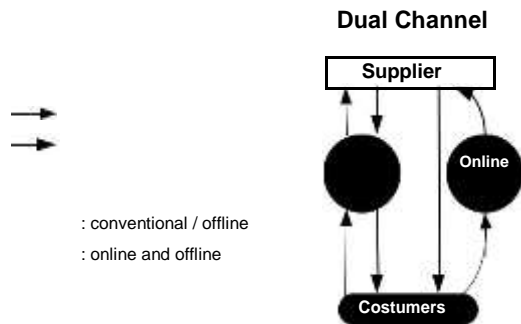 Dual Channel
Supplier
Online
: conventional / offline
: online and offline
Costumers